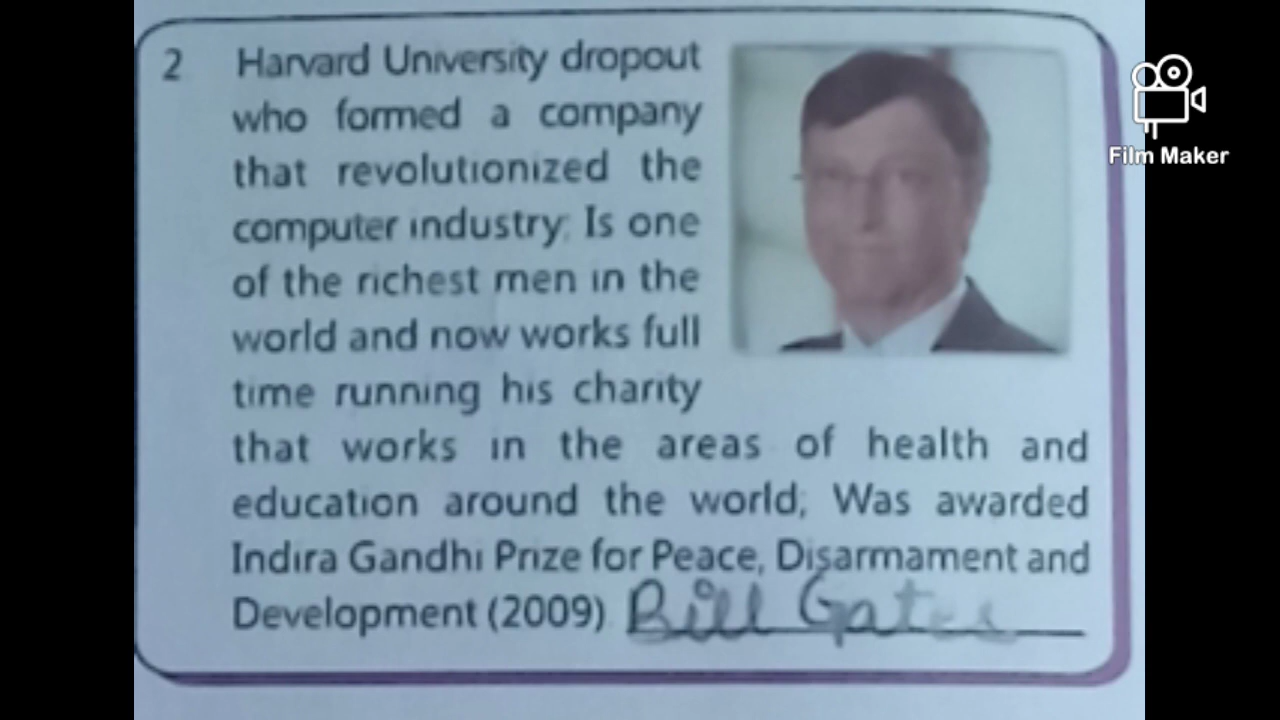 2 Harvard University dropout
who formed a company
that revolutionized the
computer industry; Is one
of the richest men in the
world and now works full
time running his charity
that works in the areas of health and
education around the world; Was awarded
Indira Gandhi Prize for Peace, Disarmament and
Development (2009) Bill Gates
Film Maker